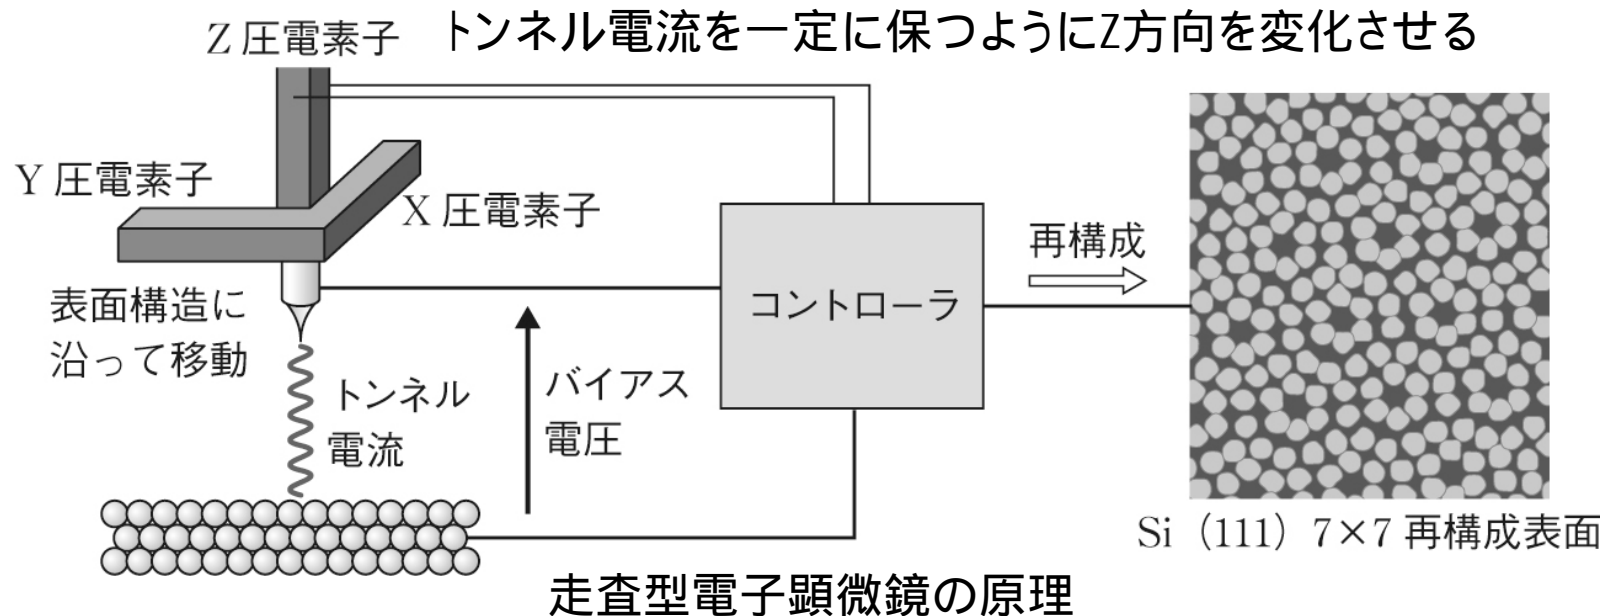 Z 圧電素子
トンネル電流を一定に保つようにZ方向を変化させる
Y 圧電素子
X 圧電素子
表面構造に
沿って移動
トンネル
電流
バイアス
電圧
コントローラ
再構成
Si（111）7×7 再構成表面
走査型電子顕微鏡の原理